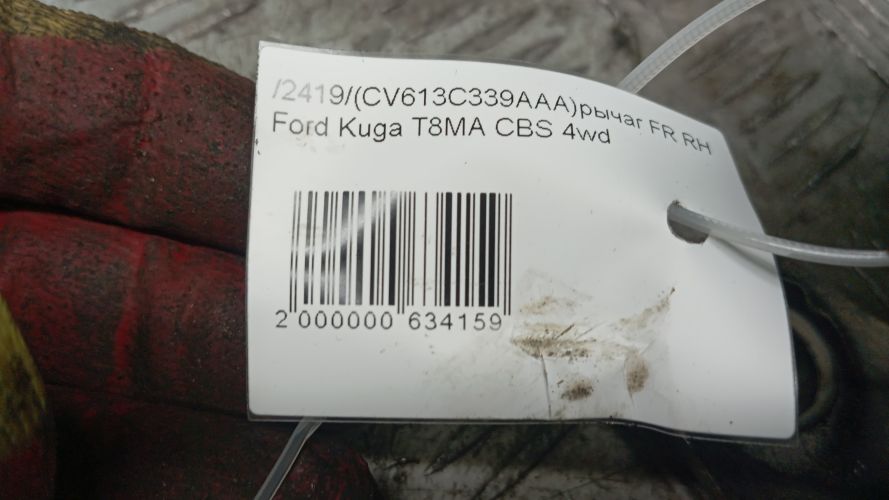 /2419/(CV613C339AAA)рычаг FR RH
Ford Kuga T8MA CBS 4wd
2 000000 634159